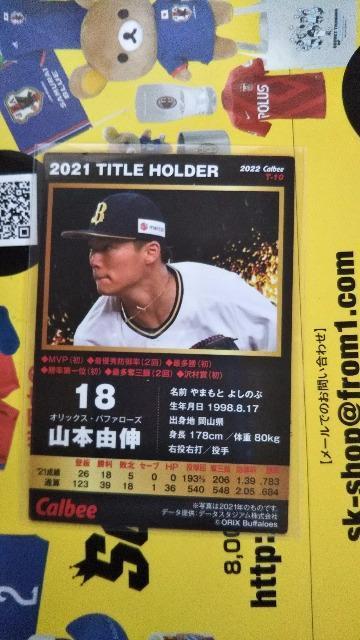 2021 TITLE HOLDER
2022 Calbee
T-10
B
◆MVP(初) ◆最優秀防御率(2回) ◆最多勝(初)
◆勝率第一位(初) ◆最多奪三振(2回) ◆沢村賞(初)
18
オリックス・バファローズ
山本由伸
名前 やまもと よしのぶ
生年月日 1998.8.17
出身地 岡山県
身長 178cm／体重 80kg
右投右打／投手
登板 勝利 敗北 セーブ HP 投球回 奪三振 防御率 勝率
'21成績 26 18 5 0 0 193⅔ 206 1.39 .783
通算 123 39 18 1 36 540 548 2.05 .684
※写真は2021年のものです。
データ提供：データスタジアム株式会社
©ORIX Buffaloes
Calbee
SAMURAI
BLUE
POLUS
【メールでのお問い合わせ】
sk-shop@from1.com
8,00
http: